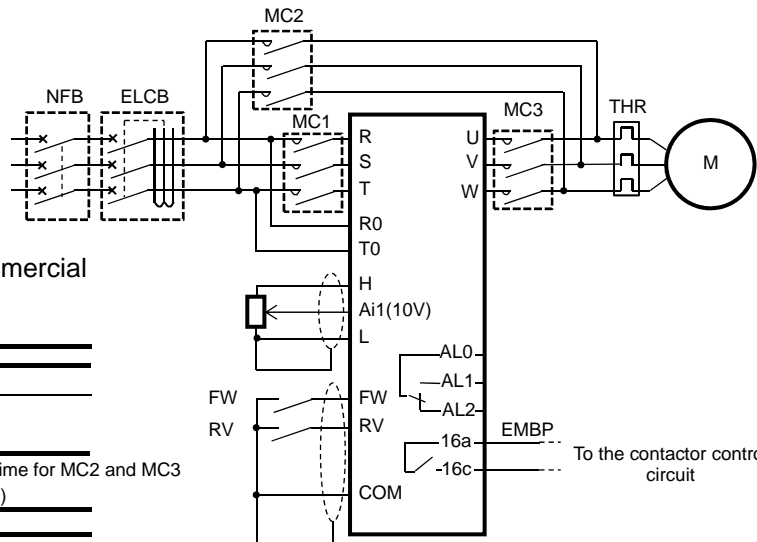 MC2
NFB ELCB
MC1
MC3
THR
M
R
S
T
R0
T0
U
V
W
mercial
H
Ai1(10V)
L
AL0
AL1
AL2
FW FW
RV RV
16a EMBP
16c
To the contactor contro
circuit
ime for MC2 and MC3
)
COM